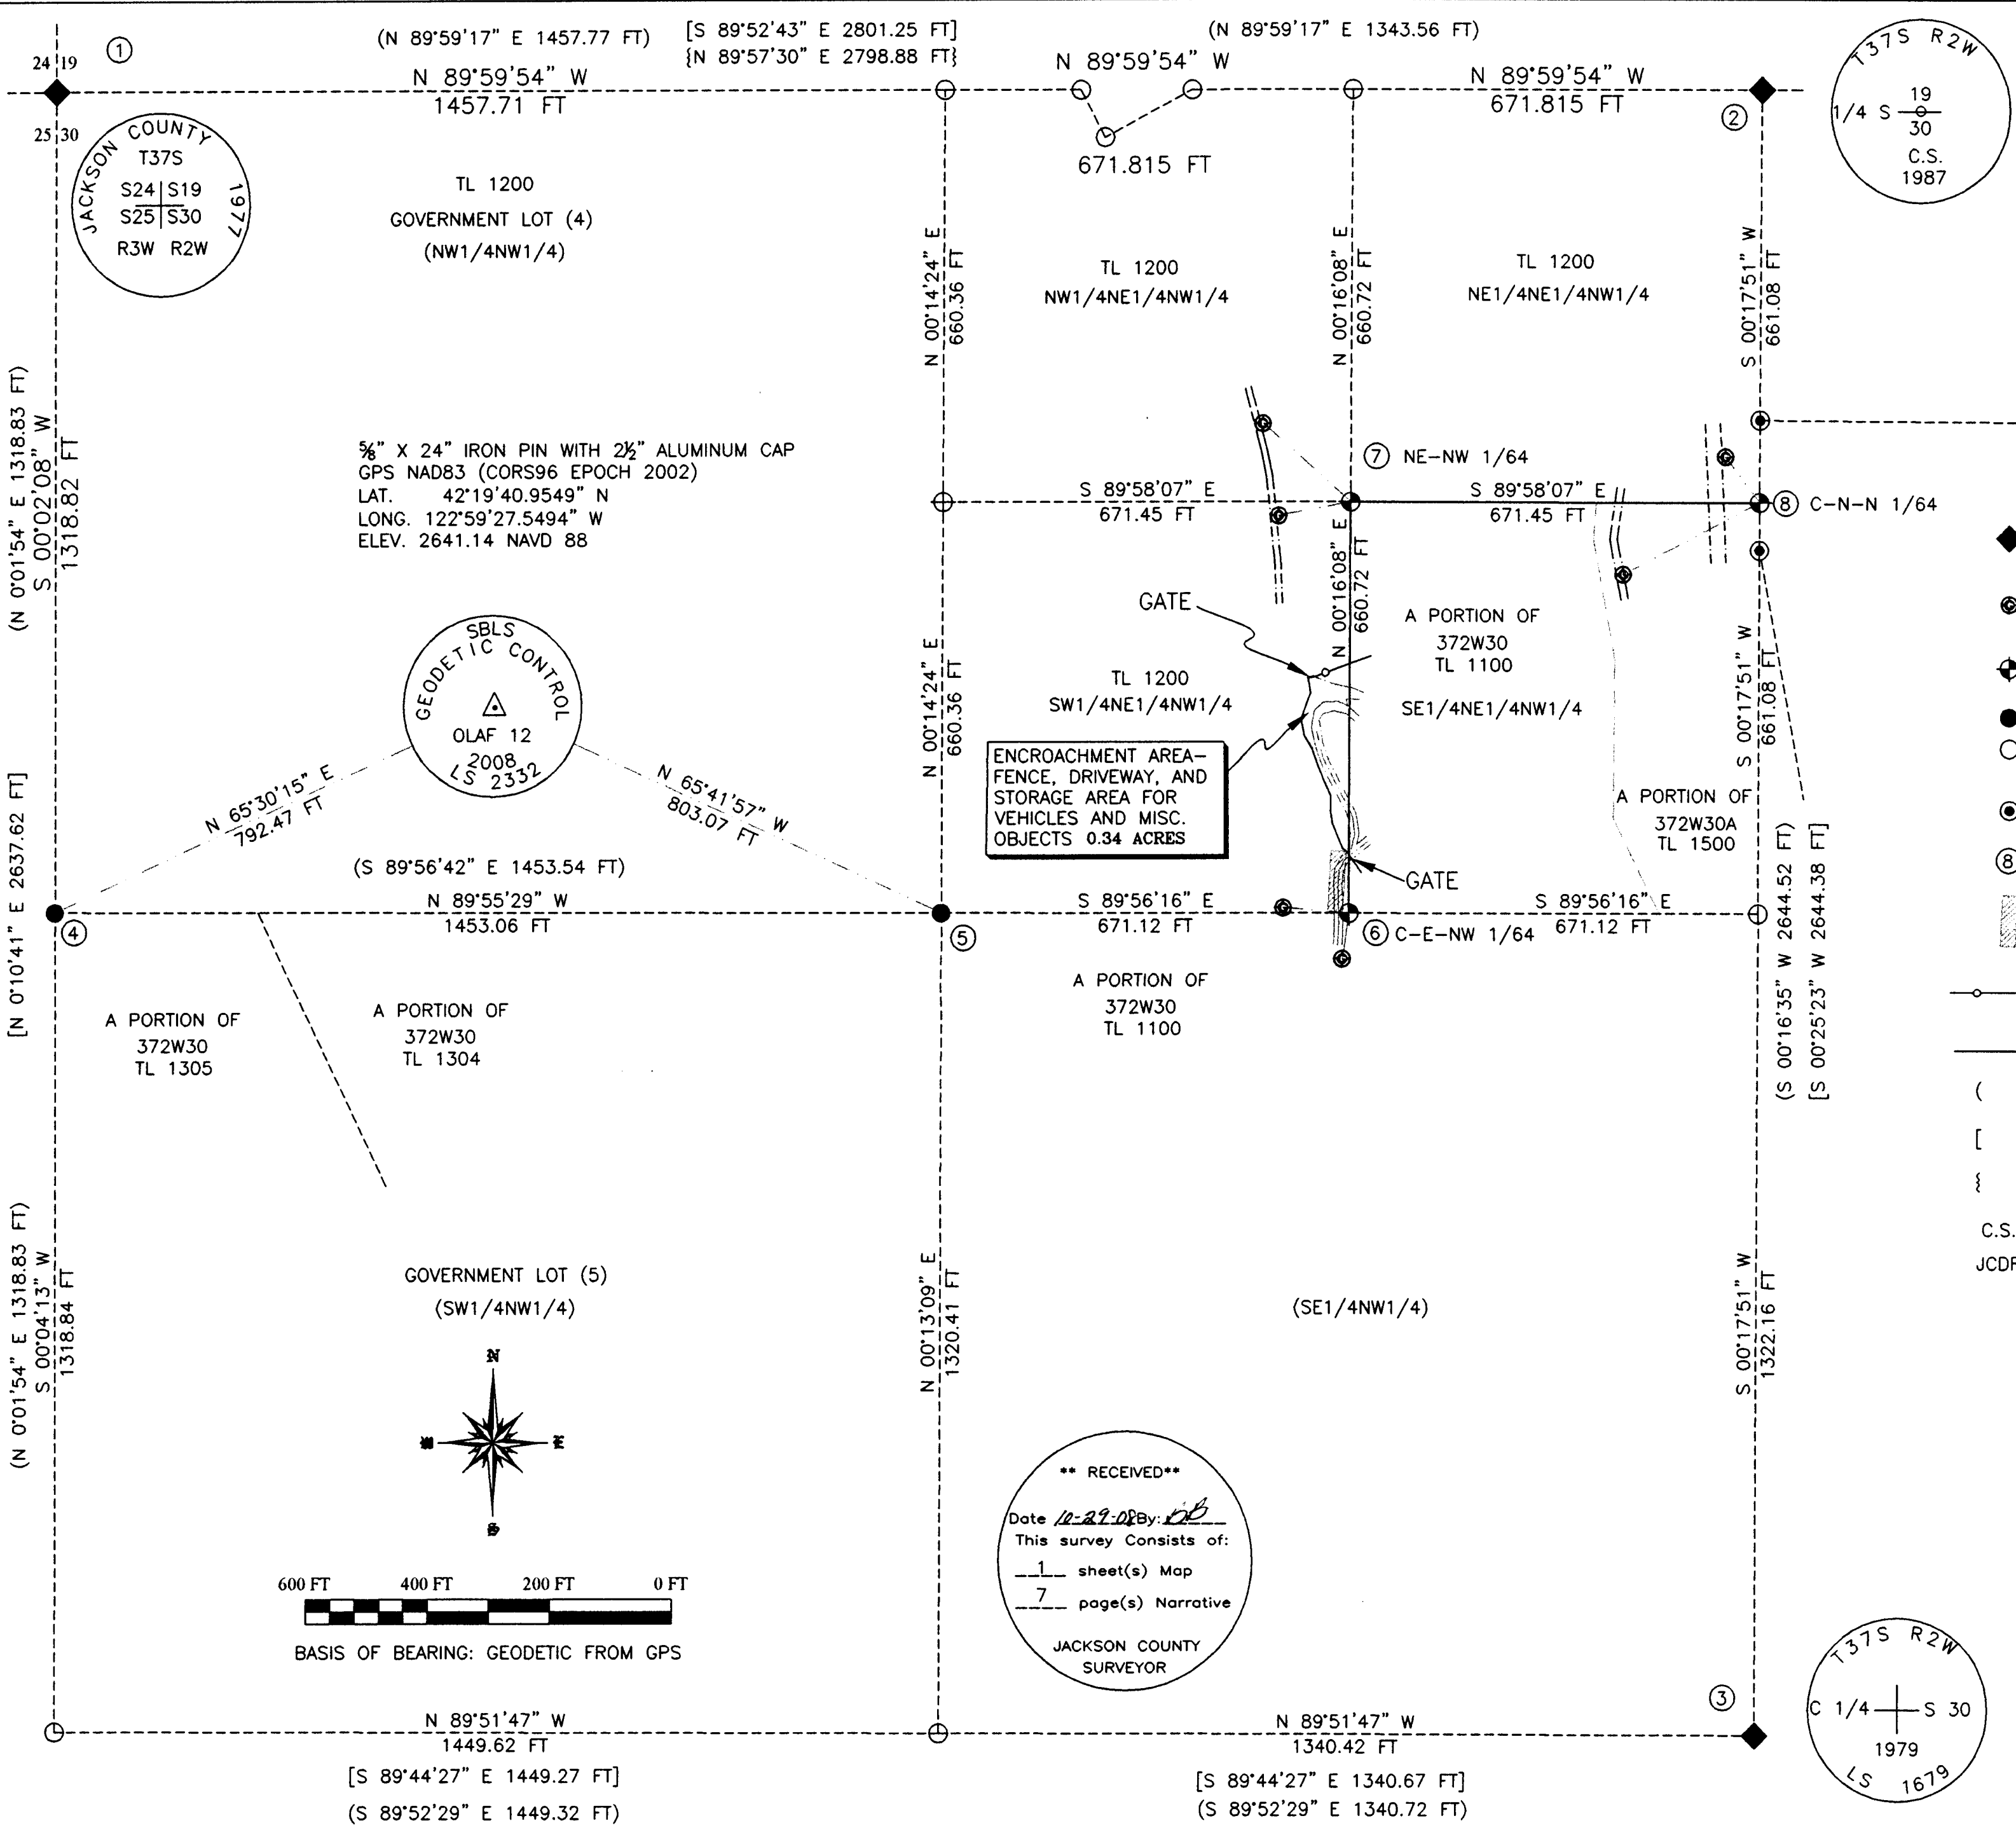 (N 89°59'17" E 1457.77 FT)
[S 89°52'43" E 2801.25 FT]
{N 89°57'30" E 2798.88 FT}
(N 89°59'17" E 1343.56 FT)
①
24 19
25 30
N 89°59'54" W
1457.71 FT
N 89°59'54" W
671.815 FT
N 89°59'54" W
671.815 FT
②
T37S R2W
1/4 S
19
30
C.S.
1987
JACKSON COUNTY 1977
T37S
S24 S19
S25 S30
R3W R2W
TL 1200
GOVERNMENT LOT (4)
(NW1/4NW1/4)
N 00°14'24" E
660.36 FT
TL 1200
NW1/4NE1/4NW1/4
N 00°16'08" E
660.72 FT
TL 1200
NE1/4NE1/4NW1/4
S 00°17'51" W
661.08 FT
(N 0°01'54" E 1318.83 FT)
S 00°02'08" W
1318.82 FT
⅝" X 24" IRON PIN WITH 2½" ALUMINUM CAP
GPS NAD83 (CORS96 EPOCH 2002)
LAT. 42°19'40.9549" N
LONG. 122°59'27.5494" W
ELEV. 2641.14 NAVD 88
⑦ NE-NW 1/64
S 89°58'07" E
671.45 FT
S 89°58'07" E
671.45 FT
⑧ C-N-N 1/64
SBLS
GEODETIC CONTROL
OLAF 12
2008
LS 2332
N 65°30'15" E
792.47 FT
N 65°41'57" W
803.07 FT
N 00°14'24" E
660.36 FT
GATE
N 00°16'08" E
660.72 FT
A PORTION OF
372W30
TL 1100
SE1/4NE1/4NW1/4
TL 1200
SW1/4NE1/4NW1/4
ENCROACHMENT AREA-
FENCE, DRIVEWAY, AND
STORAGE AREA FOR
VEHICLES AND MISC.
OBJECTS 0.34 ACRES
GATE
S 00°17'51" W
661.08 FT
A PORTION OF
372W30A
TL 1500
[N 0°10'41" E 2637.62 FT]
(S 89°56'42" E 1453.54 FT)
N 89°55'29" W
1453.06 FT
④
⑤
S 89°56'16" E
671.12 FT
⑥ C-E-NW 1/64
S 89°56'16" E
671.12 FT
(S 00°16'35" W 2644.52 FT)
[S 00°25'23" W 2644.38 FT]
⑧
A PORTION OF
372W30
TL 1305
A PORTION OF
372W30
TL 1304
A PORTION OF
372W30
TL 1100
(
[
{
C.S.
(N 0°01'54" E 1318.83 FT)
S 00°04'13" W
1318.84 FT
GOVERNMENT LOT (5)
(SW1/4NW1/4)
N 00°13'09" E
1320.41 FT
(SE1/4NW1/4)
S 00°17'51" W
1322.16 FT
N
W E
S
600 FT 400 FT 200 FT 0 FT
BASIS OF BEARING: GEODETIC FROM GPS
** RECEIVED**
Date 10-29-08 By: BB
This survey Consists of:
1 sheet(s) Map
7 page(s) Narrative
JACKSON COUNTY
SURVEYOR
③
T37S R2W
C 1/4 S 30
1979
LS 1679
N 89°51'47" W
1449.62 FT
[S 89°44'27" E 1449.27 FT]
(S 89°52'29" E 1449.32 FT)
N 89°51'47" W
1340.42 FT
[S 89°44'27" E 1340.67 FT]
(S 89°52'29" E 1340.72 FT)